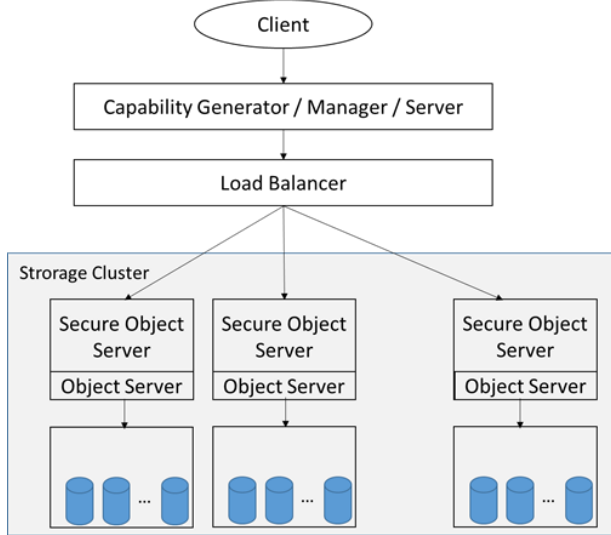 Client
Capability Generator / Manager / Server
Load Balancer
Strorage Cluster
Secure Object
Server
Object Server
Secure Object
Server
Object Server
Secure Object
Server
Object Server
...
...
...